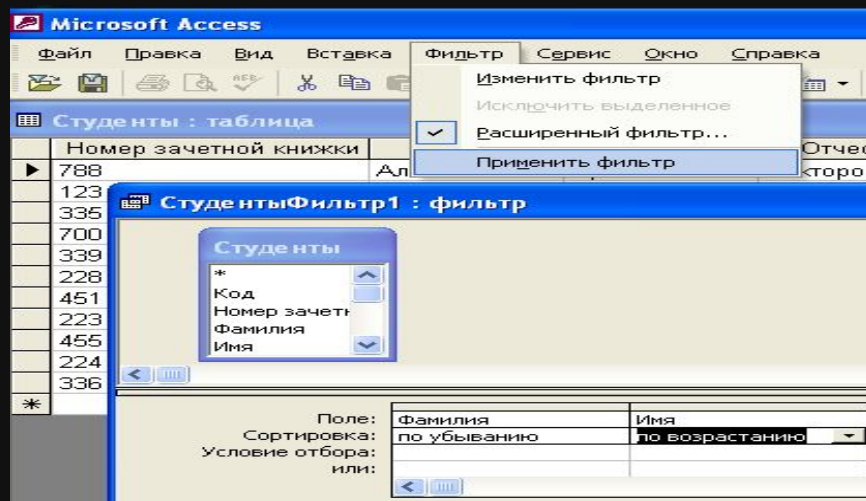 Microsoft Access
Файл Правка Вид Вставка Фильтр Сервис Окно Справка
Изменить фильтр
Исключить выделенное
Расширенный фильтр...
Применить фильтр
Студенты : таблица
Номер зачетной книжки
788
123
335
700
339
228
451
223
455
224
336
СтудентыФильтр1 : фильтр
Студенты
*
Код
Номер зачетн
Фамилия
Имя
Поле: Фамилия Имя
Сортировка: по убыванию по возрастанию
Условие отбора:
или: